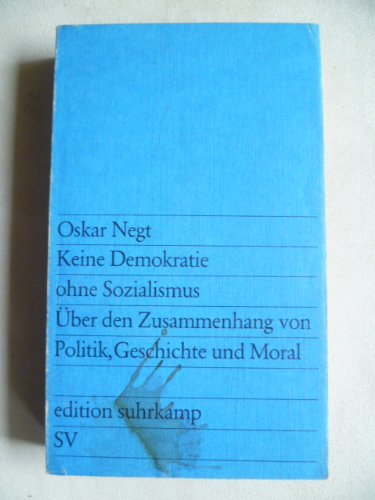 Oskar Negt
Keine Demokratie
ohne Sozialismus
Über den Zusammenhang von
Politik, Geschichte und Moral
edition suhrkamp
SV